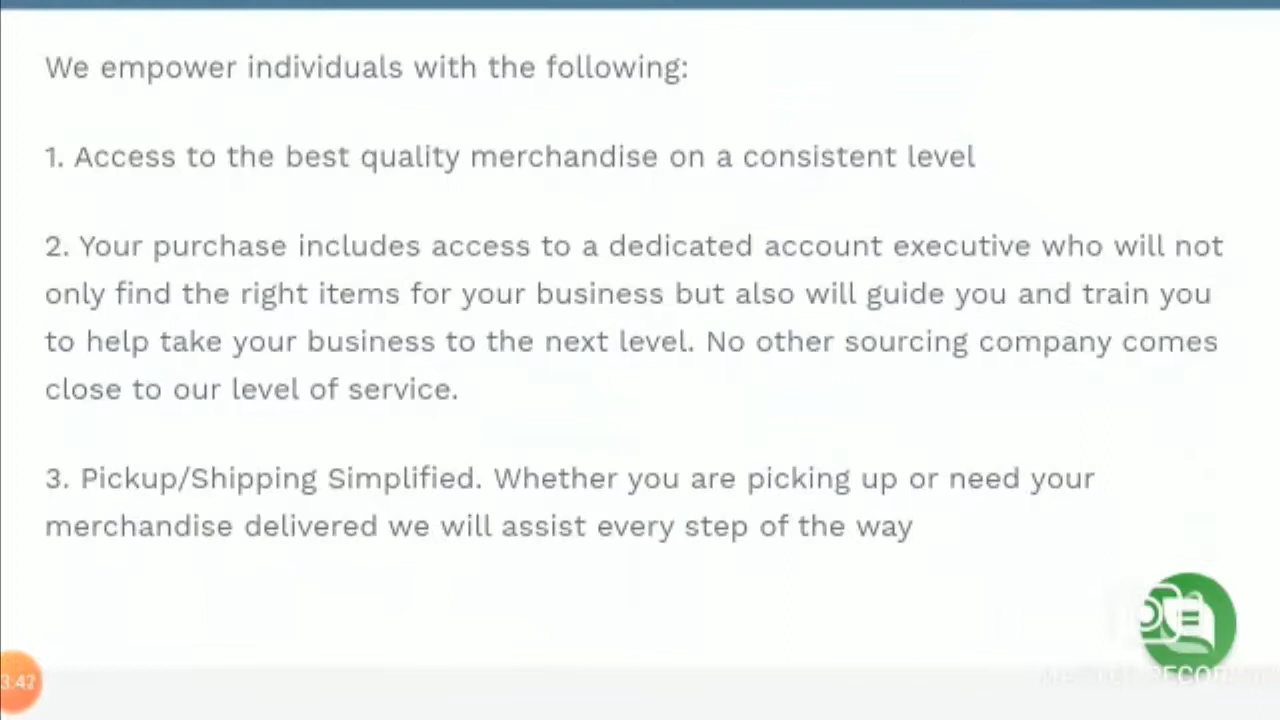 We empower individuals with the following:
1. Access to the best quality merchandise on a consistent level
2. Your purchase includes access to a dedicated account executive who will not
only find the right items for your business but also will guide you and train you
to help take your business to the next level. No other sourcing company comes
close to our level of service.
3. Pickup/Shipping Simplified. Whether you are picking up or need your
merchandise delivered we will assist every step of the way
3:42